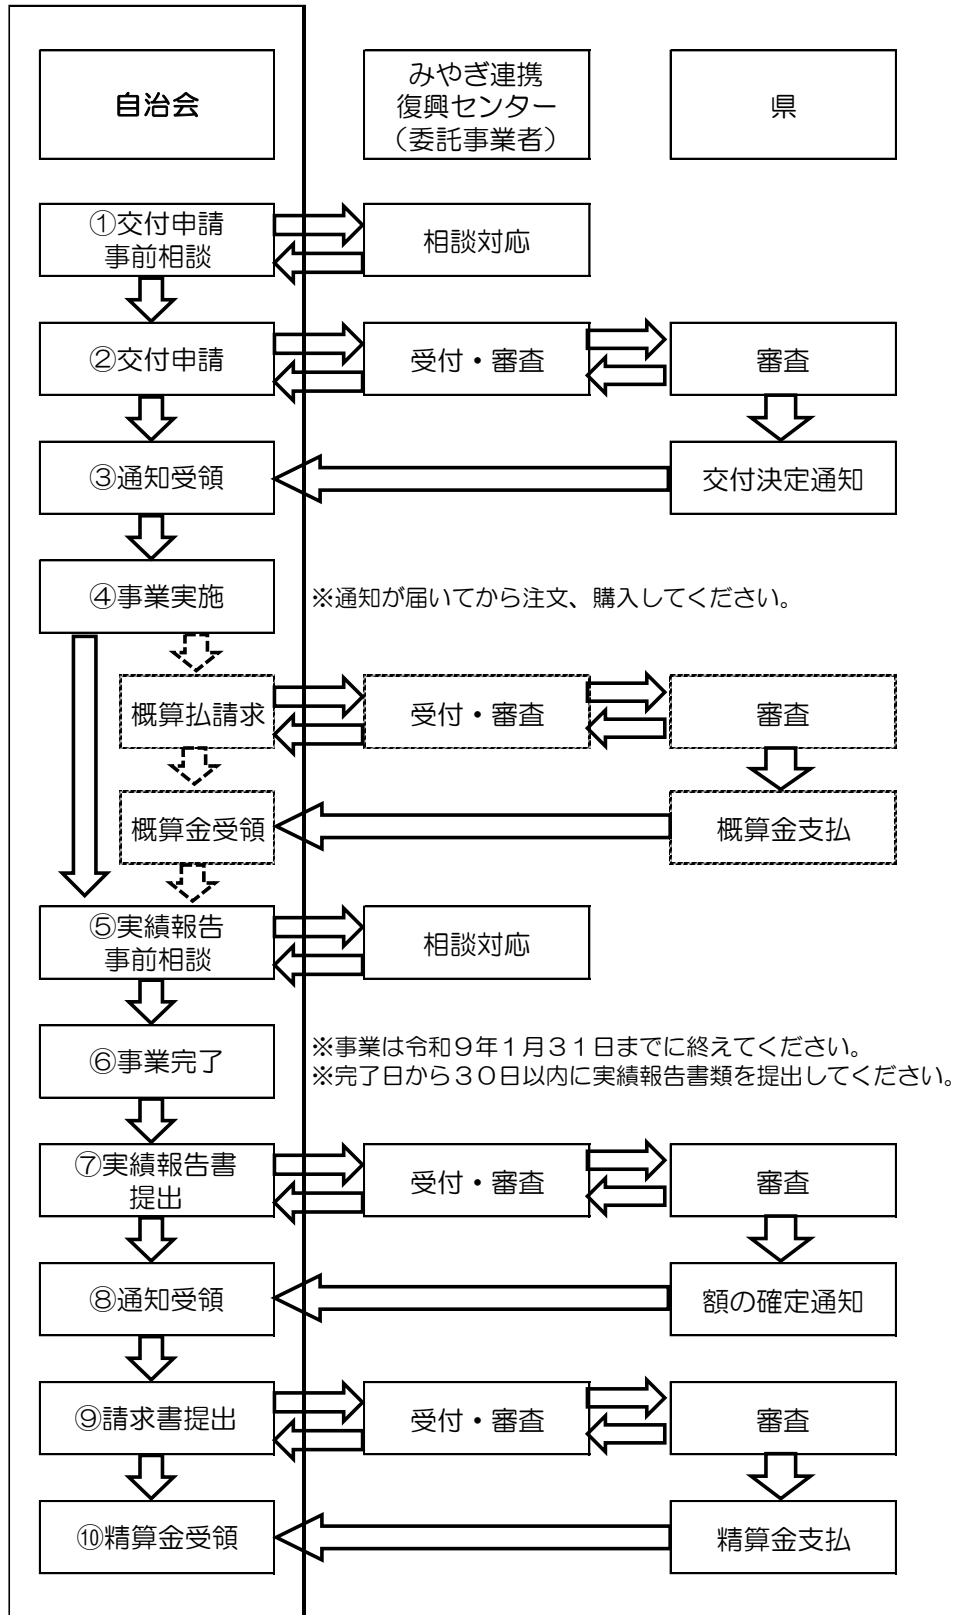 自治会
みやぎ連携
復興センター
（委託事業者）
県
①交付申請
事前相談
相談対応
②交付申請
受付・審査
審査
③通知受領
交付決定通知
④事業実施
※通知が届いてから注文、購入してください。
概算払請求
受付・審査
審査
概算金受領
概算金支払
⑤実績報告
事前相談
相談対応
⑥事業完了
※事業は令和９年１月３１日までに終えてください。
※完了日から３０日以内に実績報告書類を提出してください。
⑦実績報告書
提出
受付・審査
審査
⑧通知受領
額の確定通知
⑨請求書提出
受付・審査
審査
⑩精算金受領
精算金支払